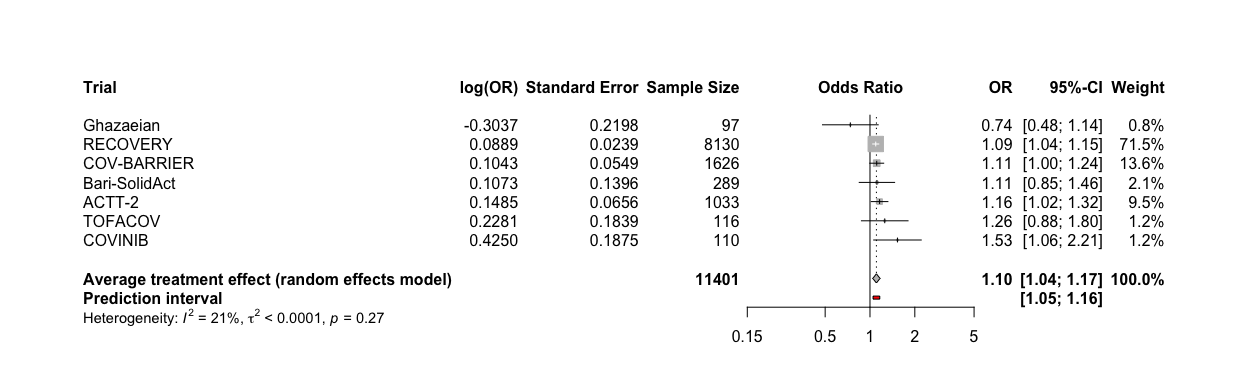 Trial log(OR) Standard Error Sample Size Odds Ratio OR 95%-CI Weight
Ghazaeian -0.3037 0.2198 97 0.74 [0.48; 1.14] 0.8%
RECOVERY 0.0889 0.0239 8130 1.09 [1.04; 1.15] 71.5%
COV-BARRIER 0.1043 0.0549 1626 1.11 [1.00; 1.24] 13.6%
Bari-SolidAct 0.1073 0.1396 289 1.11 [0.85; 1.46] 2.1%
ACTT-2 0.1485 0.0656 1033 1.16 [1.02; 1.32] 9.5%
TOFACOV 0.2281 0.1839 116 1.26 [0.88; 1.80] 1.2%
COVINIB 0.4250 0.1875 110 1.53 [1.06; 2.21] 1.2%
Average treatment effect (random effects model) 11401 1.10 [1.04; 1.17] 100.0%
Prediction interval [1.05; 1.16]
Heterogeneity: I² = 21%, τ² < 0.0001, p = 0.27
0.15 0.5 1 2 5